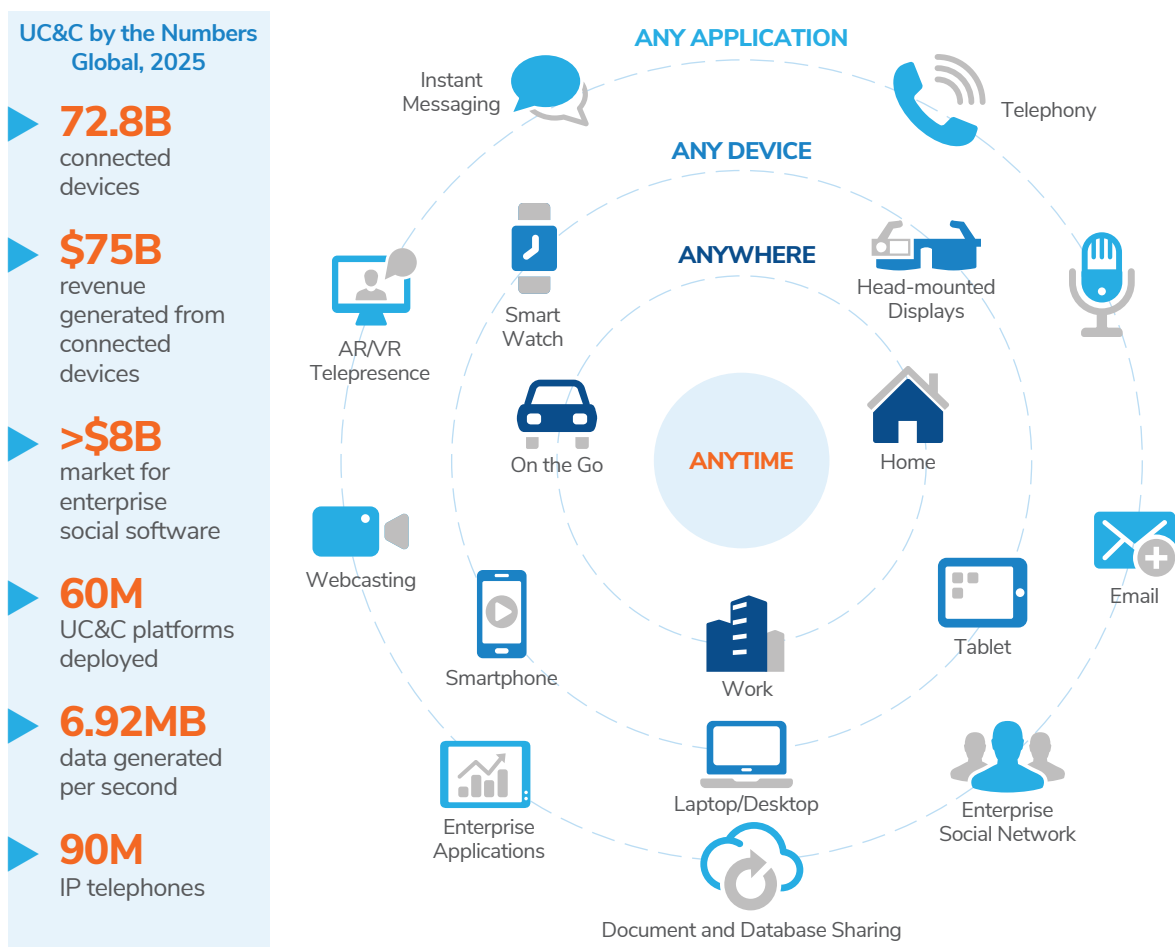 UC&C by the Numbers
Global, 2025
72.8B
connected
devices
$75B
revenue
generated from
connected
devices
>$8B
market for
enterprise
social software
60M
UC&C platforms
deployed
6.92MB
data generated
per second
90M
IP telephones
ANY APPLICATION
Instant
Messaging
Telephony
ANY DEVICE
ANYWHERE
Smart
Watch
Head-mounted
Displays
AR/VR
Telepresence
On the Go
ANYTIME
Home
Webcasting
Email
Smartphone
Tablet
Work
Laptop/Desktop
Enterprise
Applications
Enterprise
Social Network
Document and Database Sharing